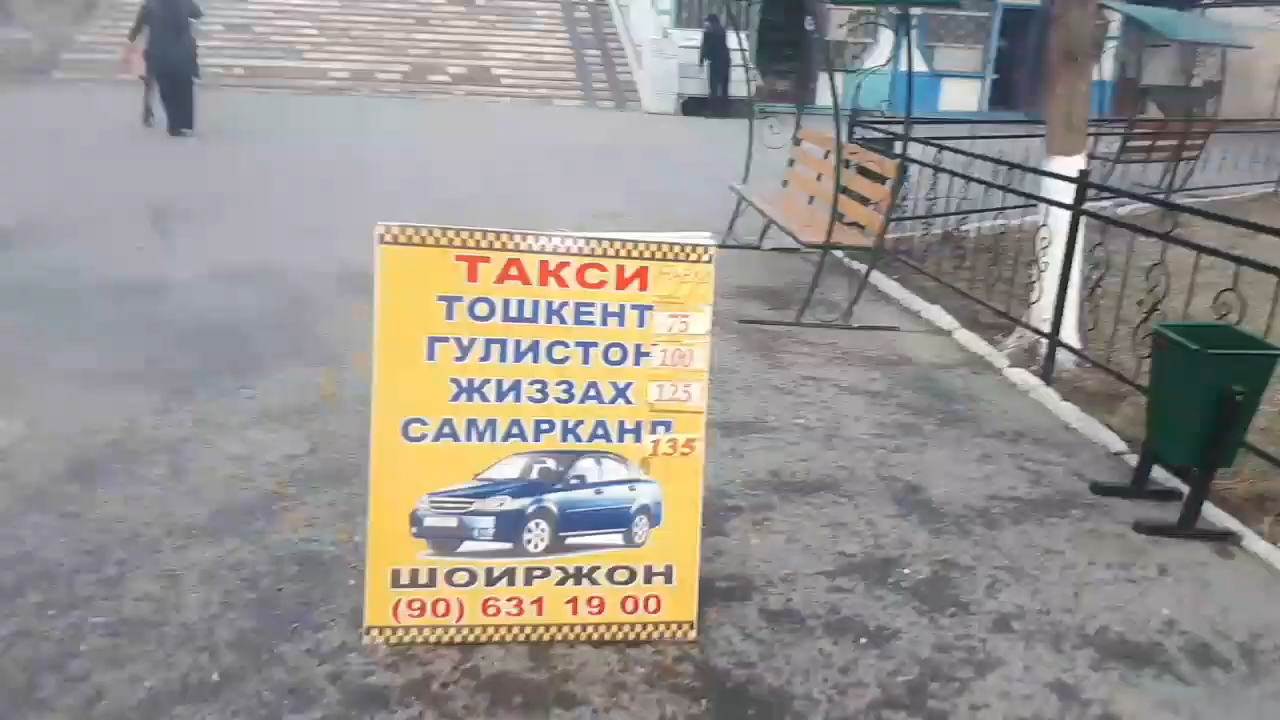 ТАКСИ
ТОШКЕНТ 75
ГУЛИСТОН 100
ЖИЗЗАХ 125
САМАРКАНД 135
ШОИРЖОН
(90) 631 19 00